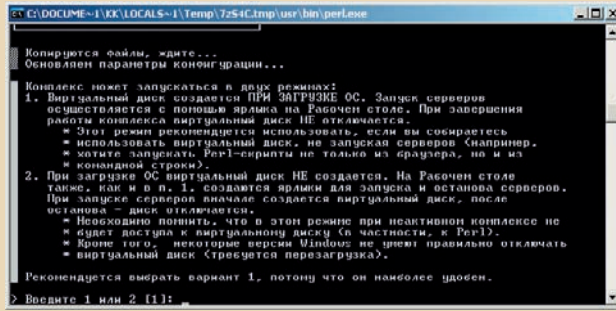 C:\DOCUME~1\KK\LOCALS~1\Temp\7zS4C.tmp\usr\bin\perl.exe
Копируются файлы, ждите...
Обновляем параметры конфигурации...
Комплекс может запускаться в двух режимах:
1. Виртуальный диск создается ПРИ ЗАГРУЗКЕ ОС. Запуск серверов
осуществляется с помощью ярлыка на Рабочем столе. При завершении
работы комплекса виртуальный диск НЕ отключается.
* Этот режим рекомендуется использовать, если вы собираетесь
* использовать виртуальный диск, не запуская серверов (например,
* хотите запускать Perl-скрипты не только из браузера, но и из
* командной строки).
2. При загрузке ОС виртуальный диск НЕ создается. На Рабочем столе
также, как и в п. 1, создаются ярлыки для запуска и останова серверов.
При запуске серверов вначале создается виртуальный диск, после
останова - диск отключается.
* Необходимо помнить, что в этом режиме при неактивном комплексе не
* будет доступа к виртуальному диску (в частности, к Perl).
* Кроме того, некоторые версии Windows не умеют правильно отключать
* виртуальный диск (требуется перезагрузка).
Рекомендуется выбрать вариант 1, потому что он наиболее удобен.
> Введите 1 или 2 [1]: _